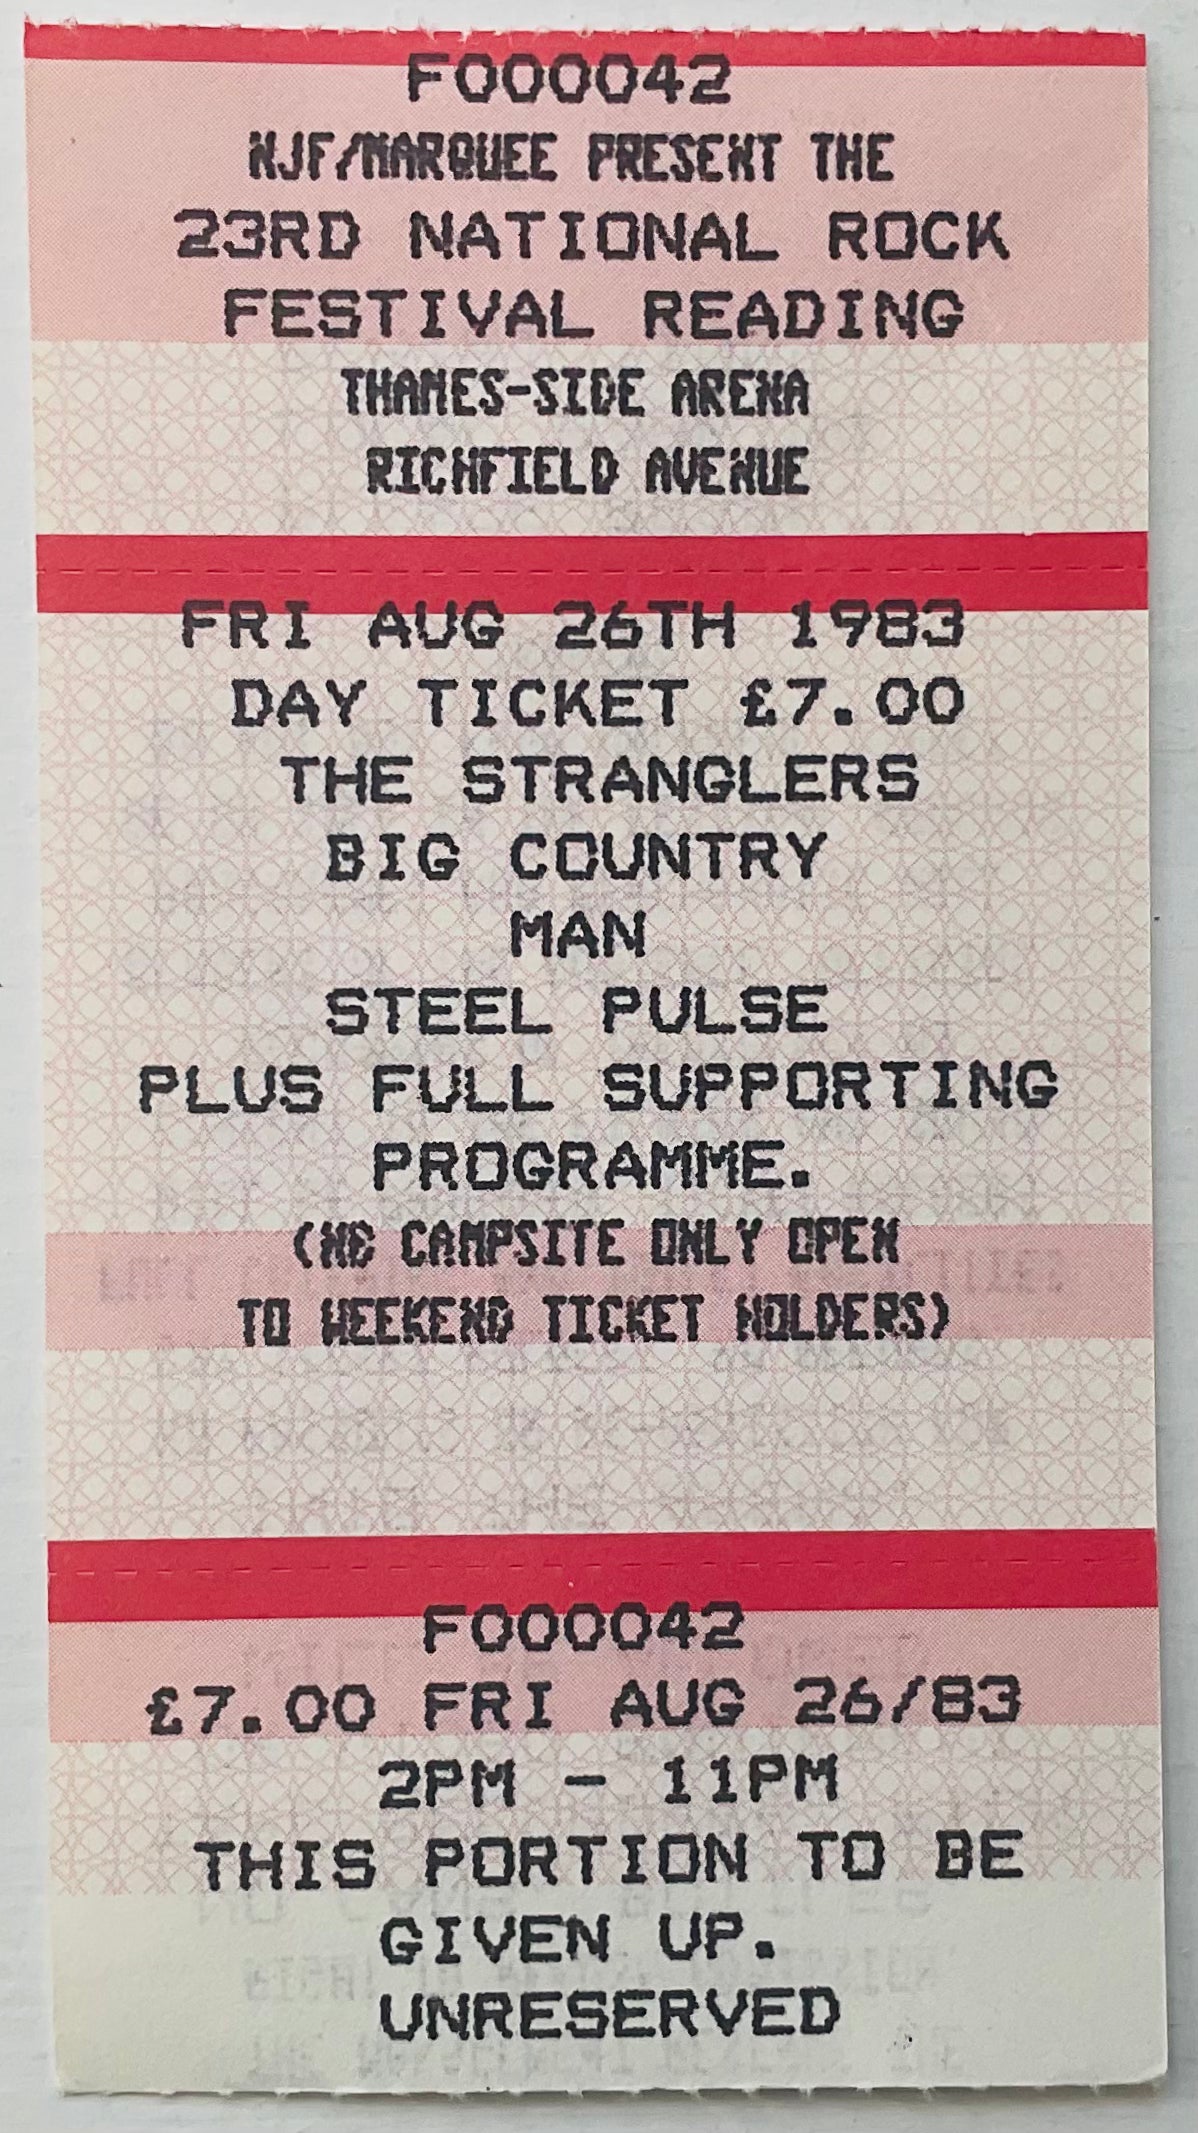 F000042
NJF/MARQUEE PRESENT THE
23RD NATIONAL ROCK
FESTIVAL READING
THAMES-SIDE ARENA
RICHFIELD AVENUE
FRI AUG 26TH 1983
DAY TICKET £7.00
THE STRANGLERS
BIG COUNTRY
MAN
STEEL PULSE
PLUS FULL SUPPORTING
PROGRAMME.
(NB CAMPSITE ONLY OPEN
TO WEEKEND TICKET HOLDERS)
F000042
£7.00 FRI AUG 26/83
2PM - 11PM
THIS PORTION TO BE
GIVEN UP.
UNRESERVED